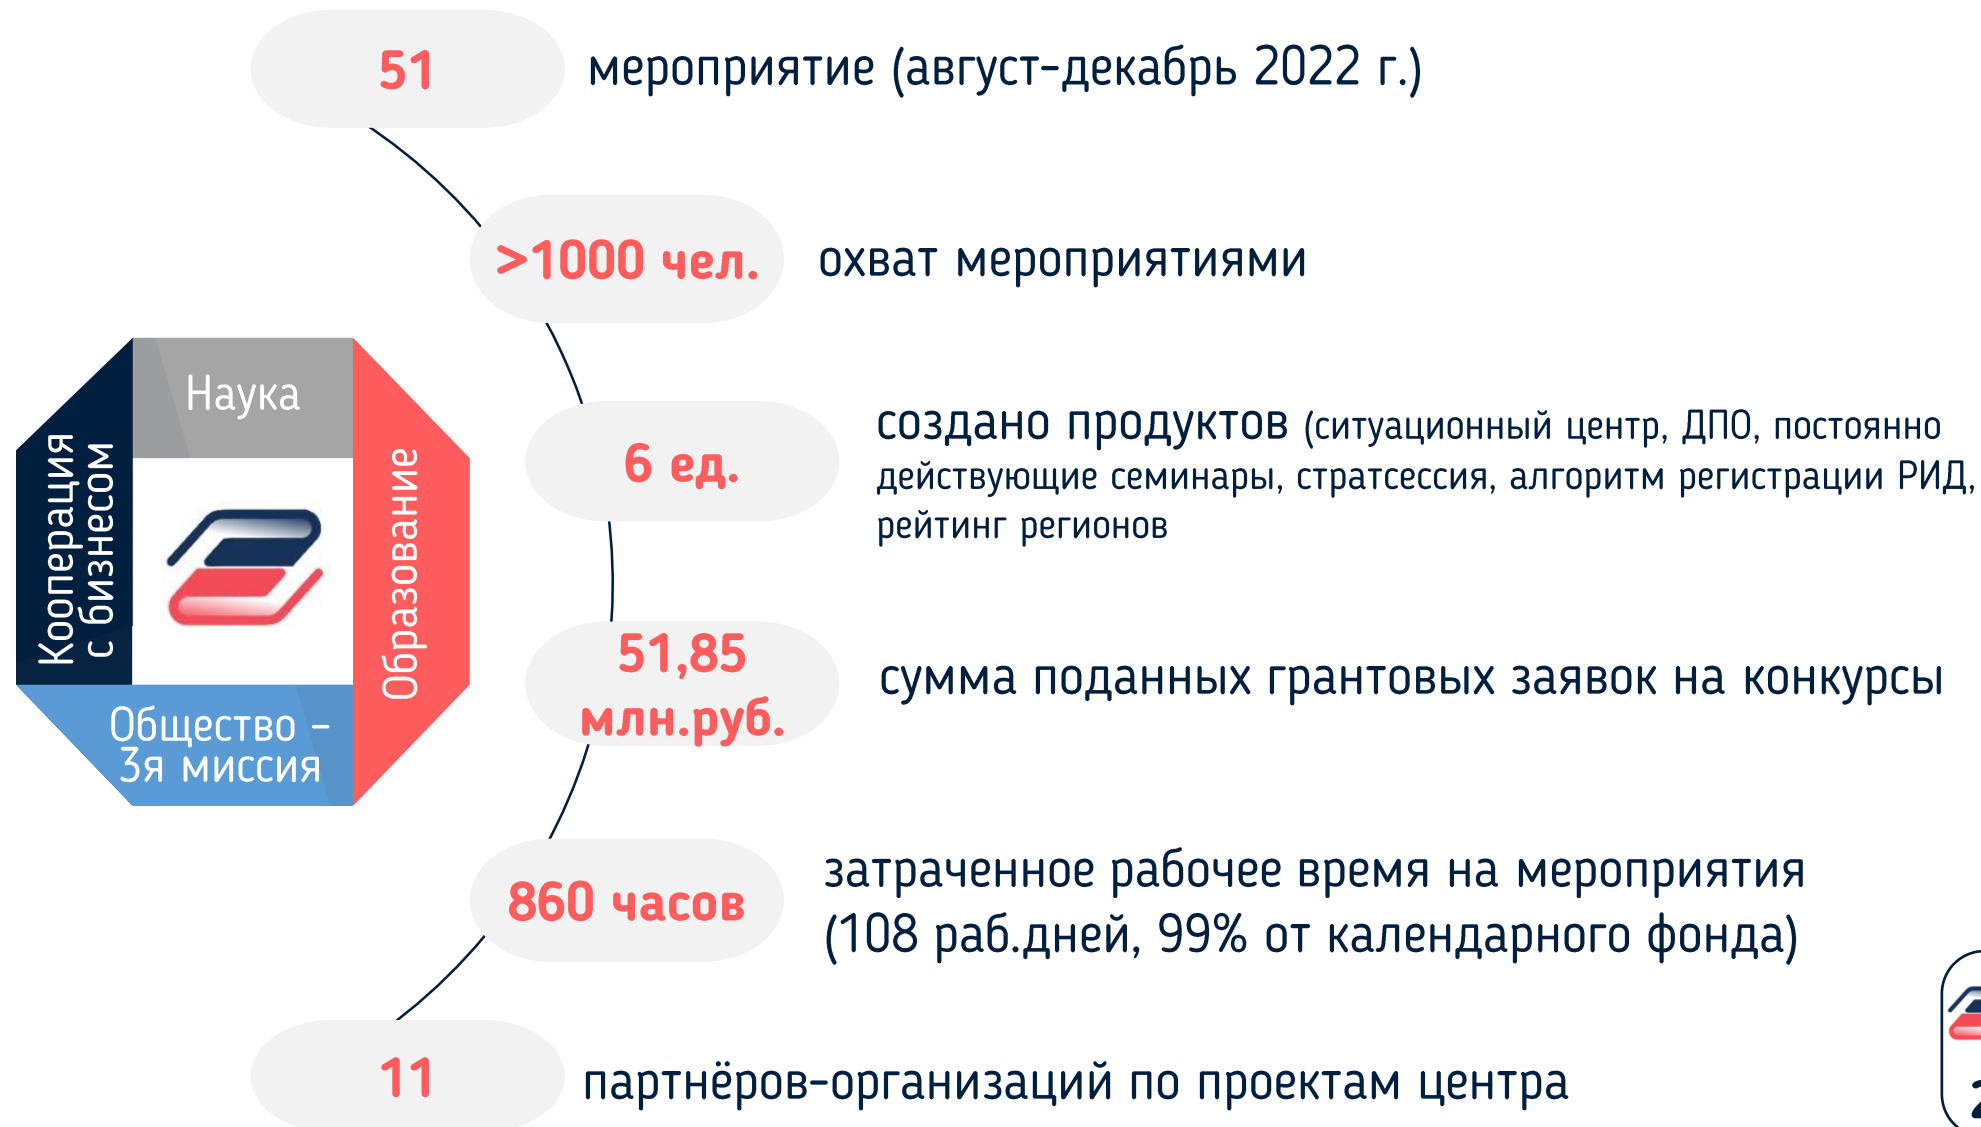 51
мероприятие (август-декабрь 2022 г.)
>1000 чел.
охват мероприятиями
Наука
Кооперация
с бизнесом
Образование
Общество –
3я миссия
6 ед.
создано продуктов (ситуационный центр, ДПО, постоянно
действующие семинары, стратсессия, алгоритм регистрации РИД,
рейтинг регионов
51,85
млн.руб.
сумма поданных грантовых заявок на конкурсы
860 часов
затраченное рабочее время на мероприятия
(108 раб.дней, 99% от календарного фонда)
11
партнёров-организаций по проектам центра